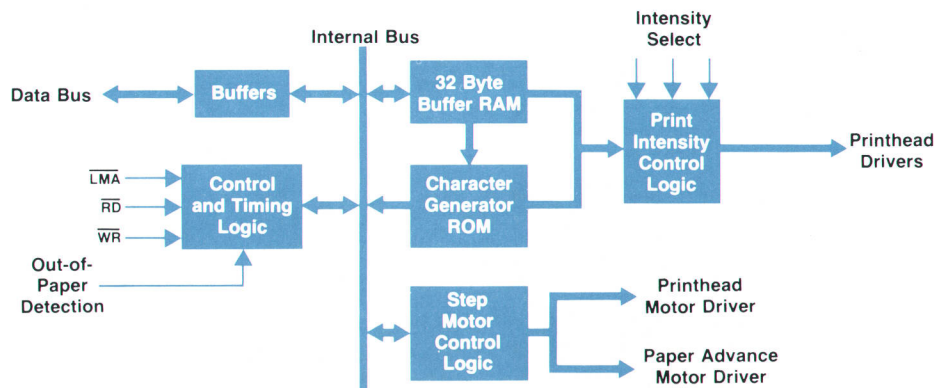 Intensity
Select
Internal Bus
Data Bus
Buffers
32 Byte
Buffer RAM
Print
Intensity
Control
Logic
Printhead
Drivers
LMA
RD
WR
Control
and Timing
Logic
Character
Generator
ROM
Out-of-
Paper
Detection
Step
Motor
Control
Logic
Printhead
Motor Driver
Paper Advance
Motor Driver